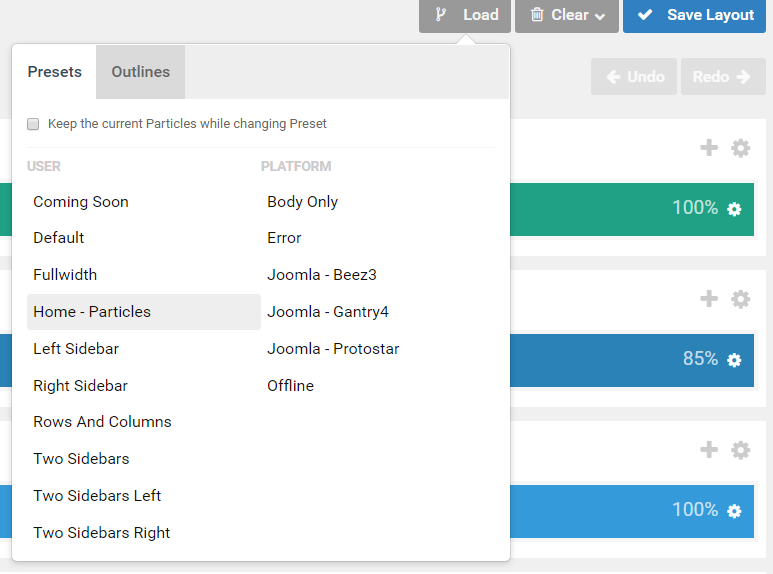 Load Clear Save Layout
Presets Outlines
Undo Redo
Keep the current Particles while changing Preset
USER PLATFORM
Coming Soon Body Only
100%
Default Error
Fullwidth Joomla - Beez3
Home - Particles Joomla - Gantry4
Left Sidebar Joomla - Protostar
85%
Right Sidebar Offline
Rows And Columns
Two Sidebars
Two Sidebars Left
100%
Two Sidebars Right